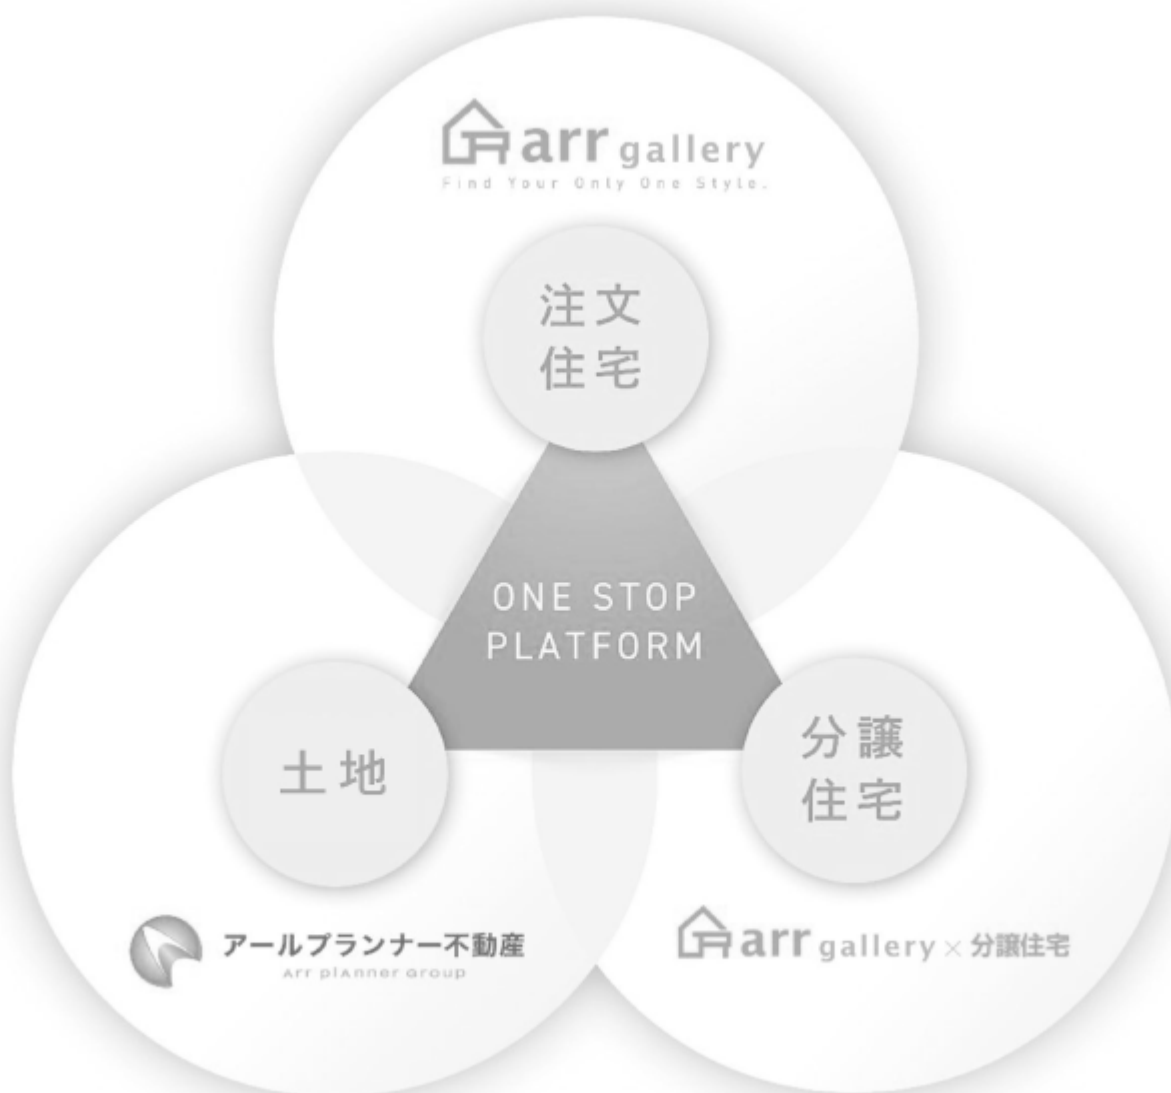 arr gallery
Find Your Only One Style.
注文
住宅
ONE STOP
PLATFORM
土地
分譲
住宅
アールプランナー不動産
Arr plAnner Group
arr gallery × 分譲住宅